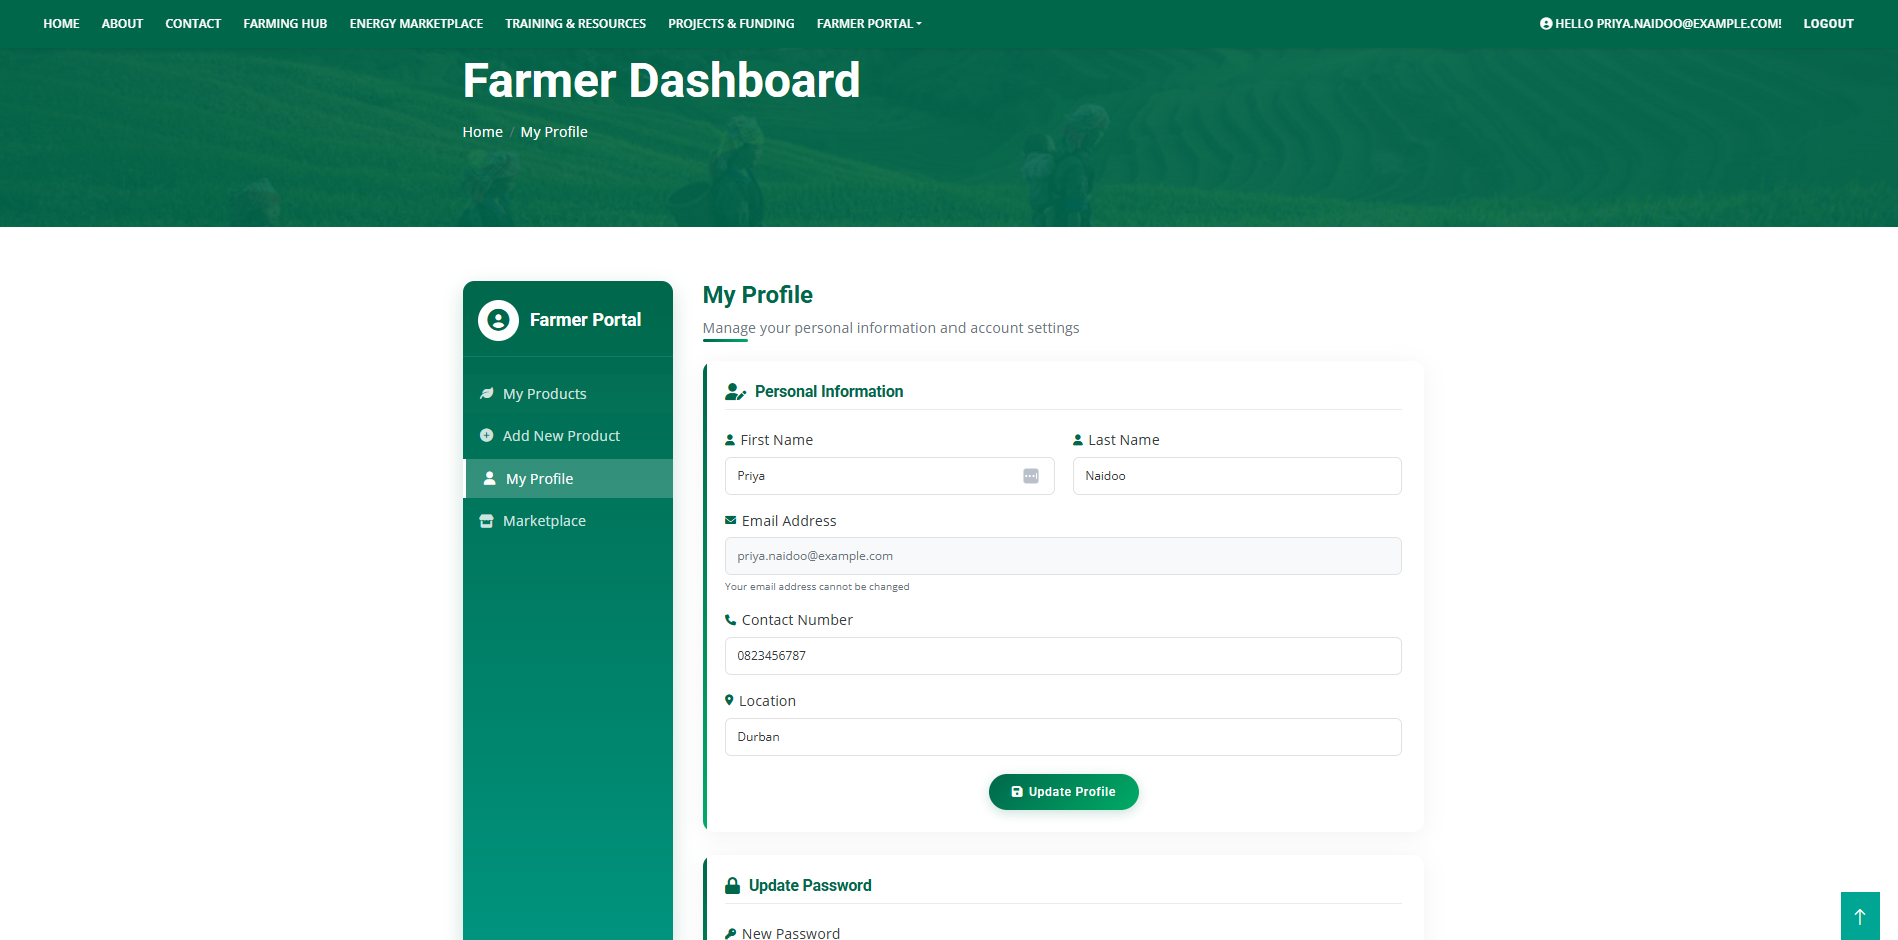 HOME ABOUT CONTACT FARMING HUB ENERGY MARKETPLACE TRAINING & RESOURCES PROJECTS & FUNDING FARMER PORTAL HELLO PRIYA.NAIDOO@EXAMPLE.COM! LOGOUT
Farmer Dashboard
Home / My Profile
Farmer Portal
My Products
Add New Product
My Profile
Marketplace
My Profile
Manage your personal information and account settings
Personal Information
First Name Last Name
Priya Naidoo
Email Address
priya.naidoo@example.com
Your email address cannot be changed
Contact Number
0823456787
Location
Durban
Update Profile
Update Password
New Password